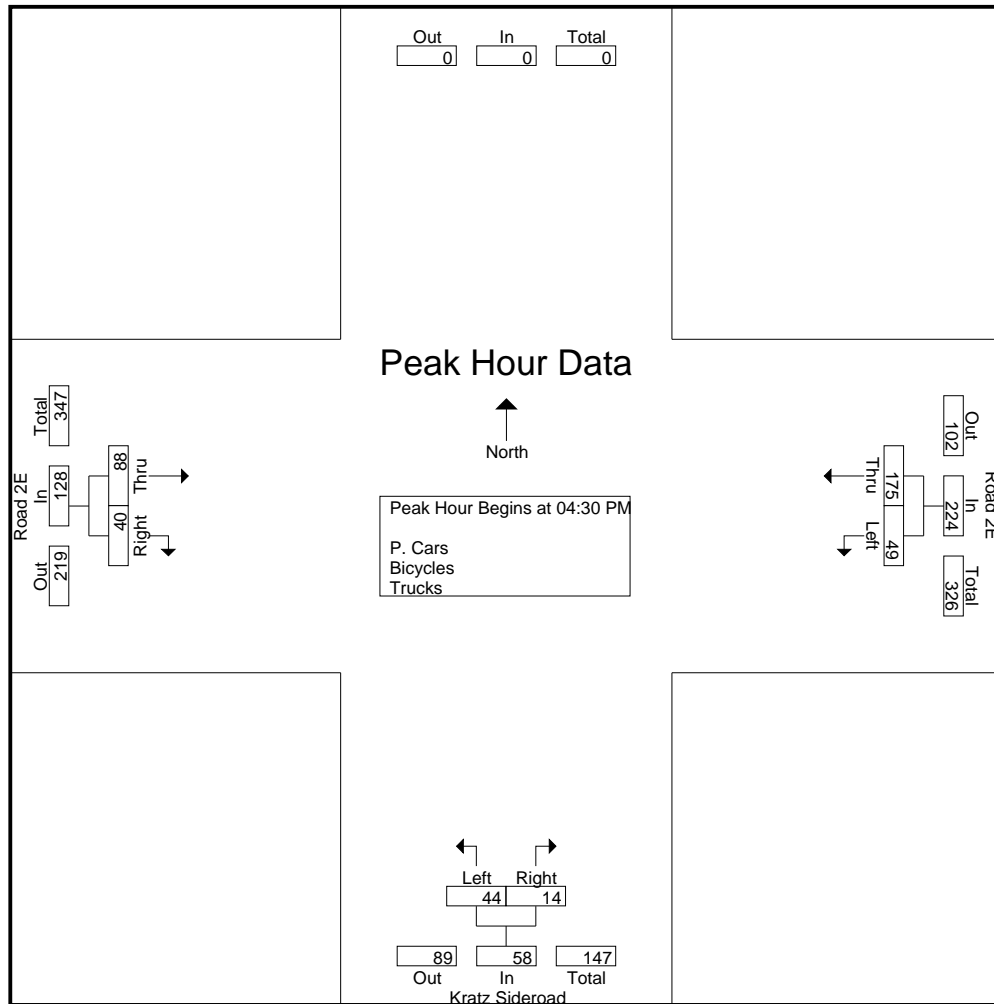 Out In Total
0 0 0
Peak Hour Data
North
Peak Hour Begins at 04:30 PM
P. Cars
Bicycles
Trucks
Road 2E
Out In Total
219 128 347
88 40
Thru Right
Road 2E
Out In Total
102 224 326
175 49
Thru Left
Left Right
44 14
89 58 147
Out In Total
Kratz Sideroad